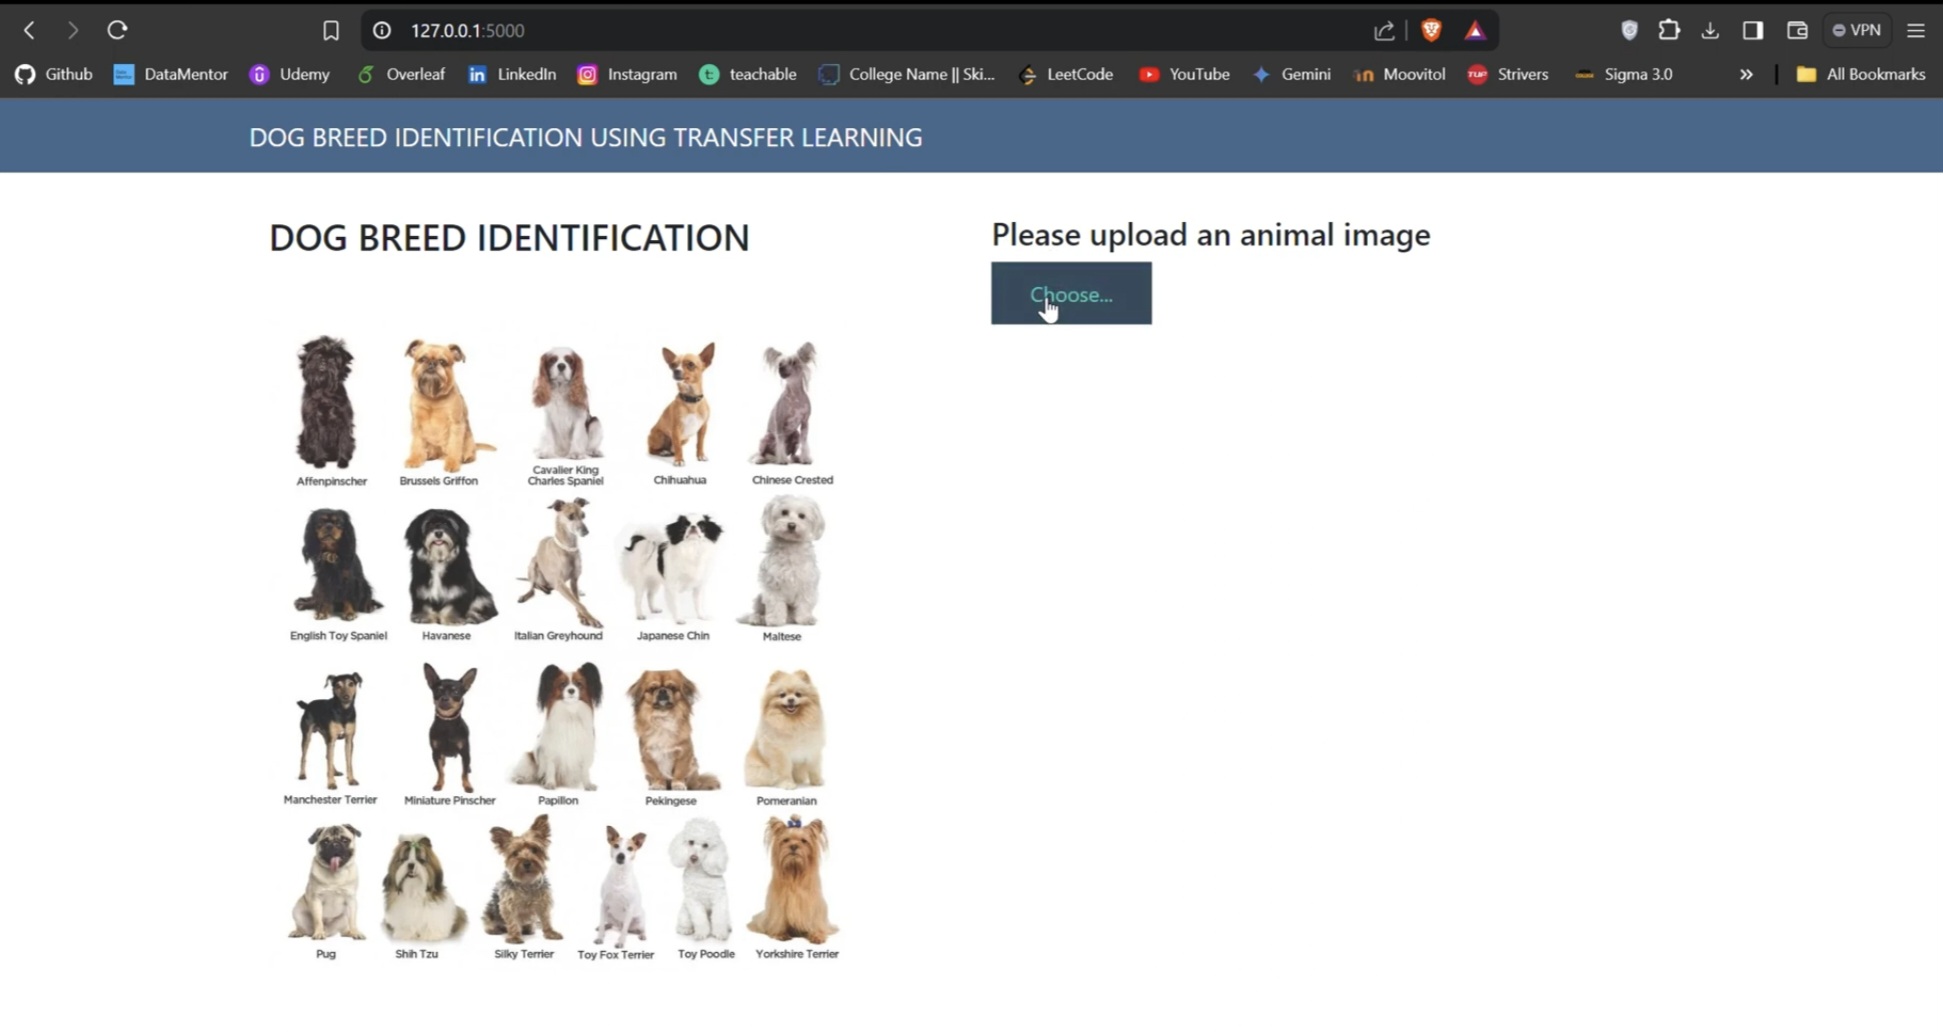 127.0.0.1:5000
VPN
Github DataMentor Udemy Overleaf LinkedIn Instagram teachable College Name || Ski... LeetCode YouTube Gemini Moovitol Strivers Sigma 3.0 » All Bookmarks
DOG BREED IDENTIFICATION USING TRANSFER LEARNING
DOG BREED IDENTIFICATION
Please upload an animal image
Choose...
Affenpinscher Brussels Griffon Cavalier King
Charles Spaniel Chihuahua Chinese Crested
English Toy Spaniel Havanese Italian Greyhound Japanese Chin Maltese
Manchester Terrier Miniature Pinscher Papillon Pekingese Pomeranian
Pug Shih Tzu Silky Terrier Toy Fox Terrier Toy Poodle Yorkshire Terrier